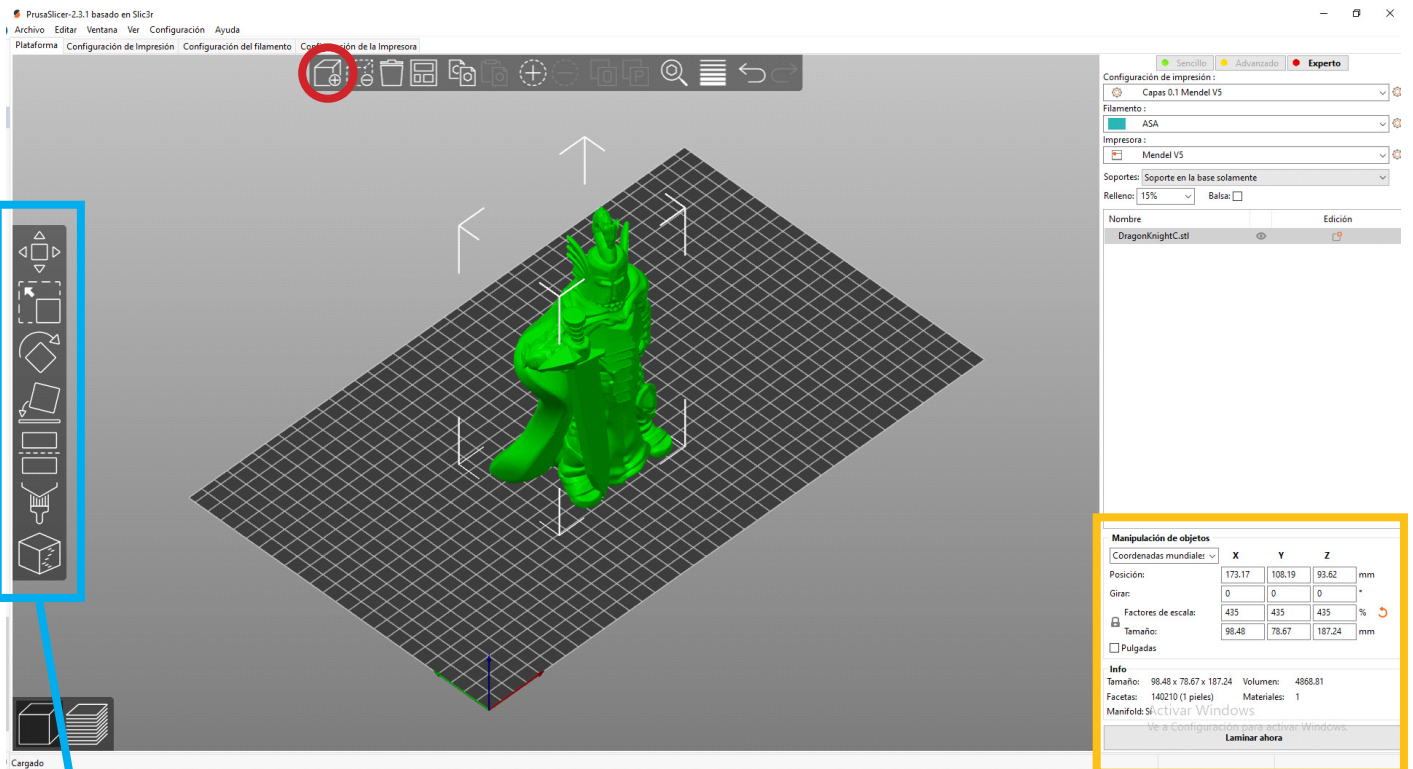 PrusaSlicer-2.3.1 basado en Slic3r
Archivo Editar Ventana Ver Configuración Ayuda
Plataforma Configuración de Impresión Configuración del filamento Configuración de la Impresora
Sencillo Advanzado Experto
Configuración de impresión :
Capas 0.1 Mendel V5
Filamento :
ASA
Impresora :
Mendel V5
Soportes: Soporte en la base solamente
Relleno: 15% Balsa:
Nombre Edición
DragonKnightC.stl
Manipulación de objetos
Coordenadas mundiales X Y Z
Posición: 173.17 108.19 93.62 mm
Girar: 0 0 0 °
Factores de escala: 435 435 435 %
Tamaño: 98.48 78.67 187.24 mm
Pulgadas
Info
Tamaño: 98.48 x 78.67 x 187.24 Volumen: 4868.81
Facetas: 140210 (1 pieles) Materiales: 1
Manifold: Sí
Activar Windows
Ve a Configuración para activar Windows.
Laminar ahora
Cargado